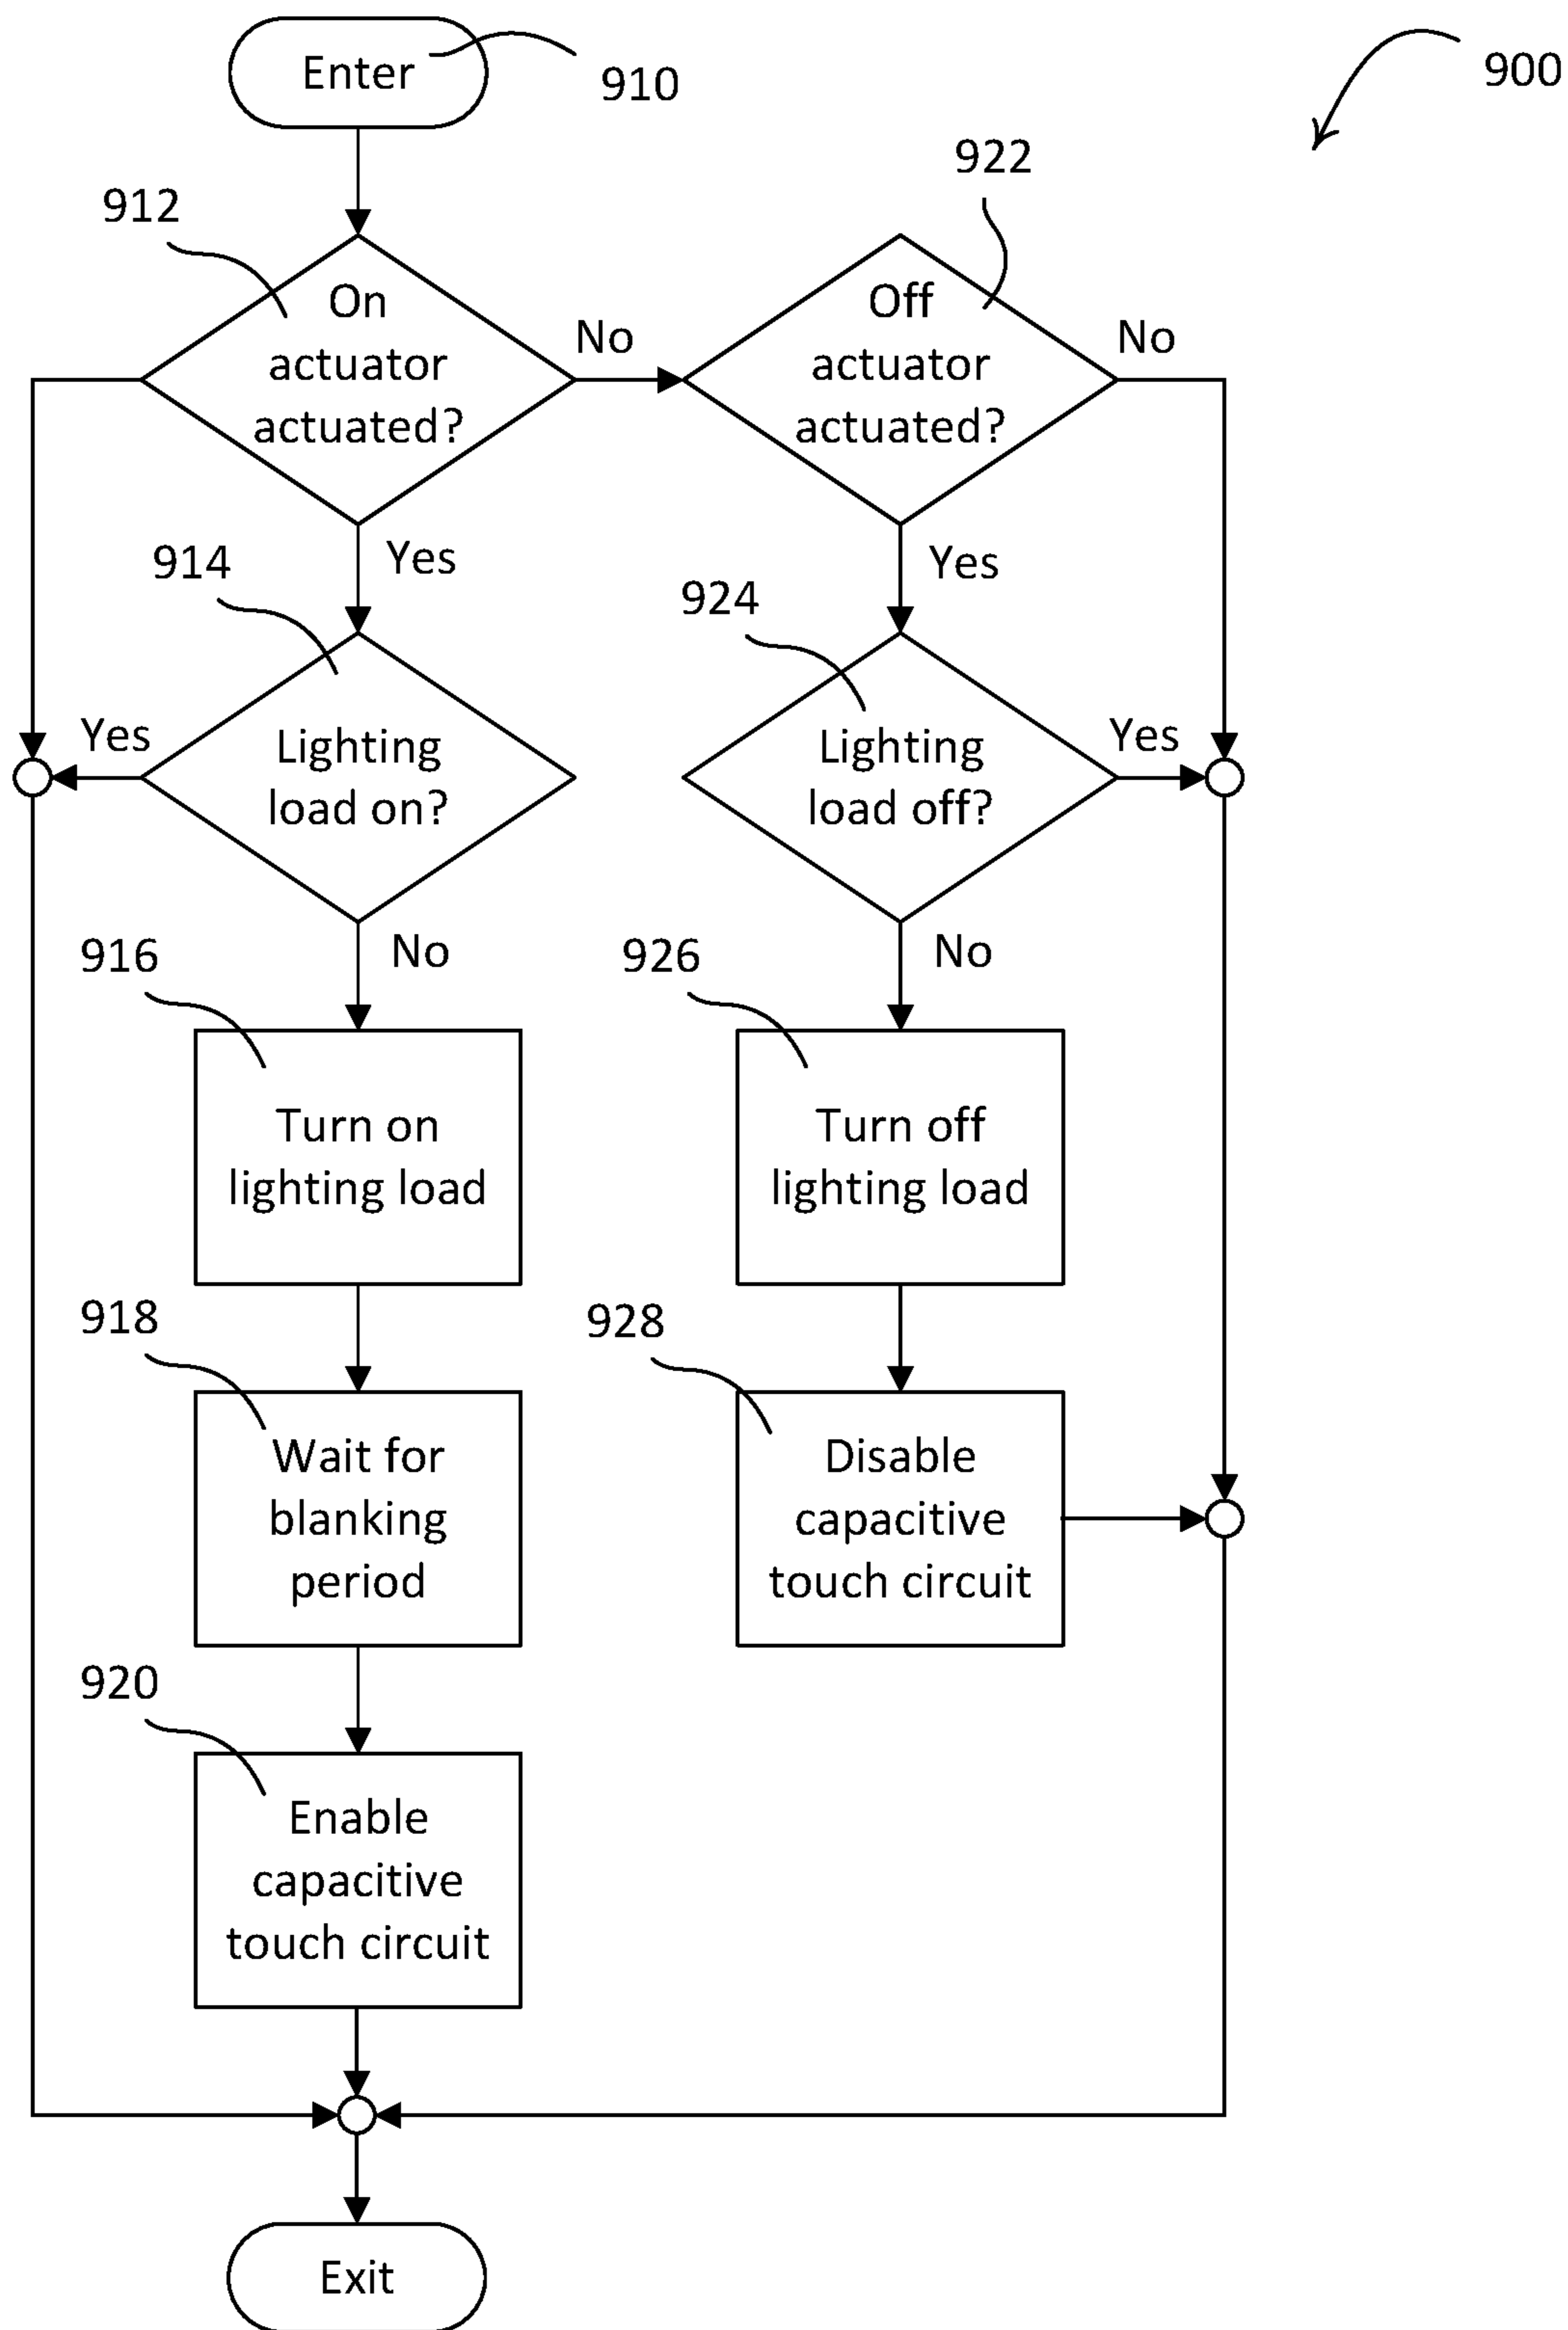 Enter
910
900
912
922
On
actuator
actuated?
No
Off
actuator
actuated?
No
914
Yes
924
Yes
Yes
Lighting
load on?
Lighting
load off?
Yes
916
No
926
No
Turn on
lighting load
Turn off
lighting load
918
928
Wait for
blanking
period
Disable
capacitive
touch circuit
920
Enable
capacitive
touch circuit
Exit